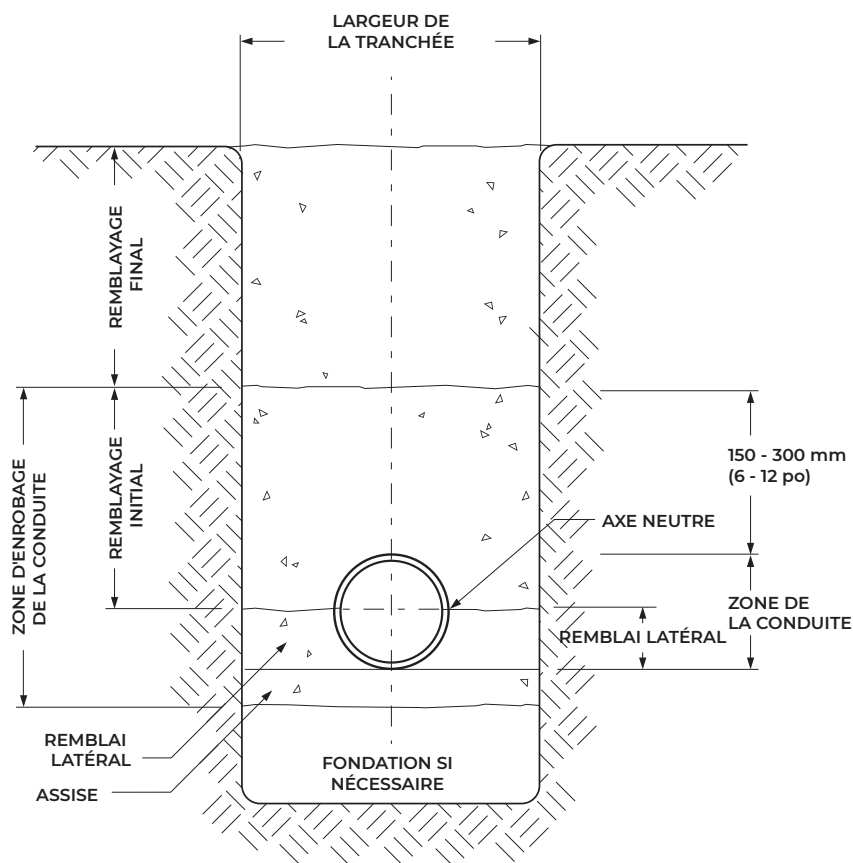 LARGEUR DE
LA TRANCHÉE
REMBLAYAGE
FINAL
ZONE D'ENROBAGE
DE LA CONDUITE
REMBLAYAGE
INITIAL
150 - 300 mm
(6 - 12 po)
AXE NEUTRE
ZONE DE
LA CONDUITE
REMBLAI LATÉRAL
REMBLAI
LATÉRAL
ASSISE
FONDATION SI
NÉCESSAIRE